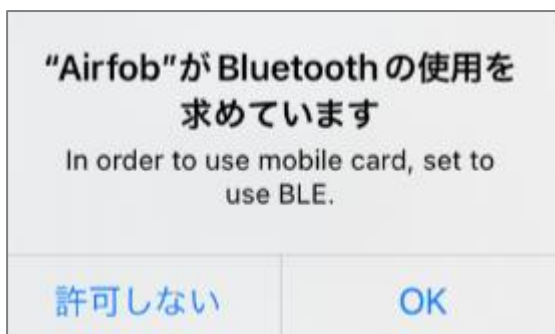 “Airfob”がBluetoothの使用を
求めています
In order to use mobile card, set to
use BLE.
許可しない
OK